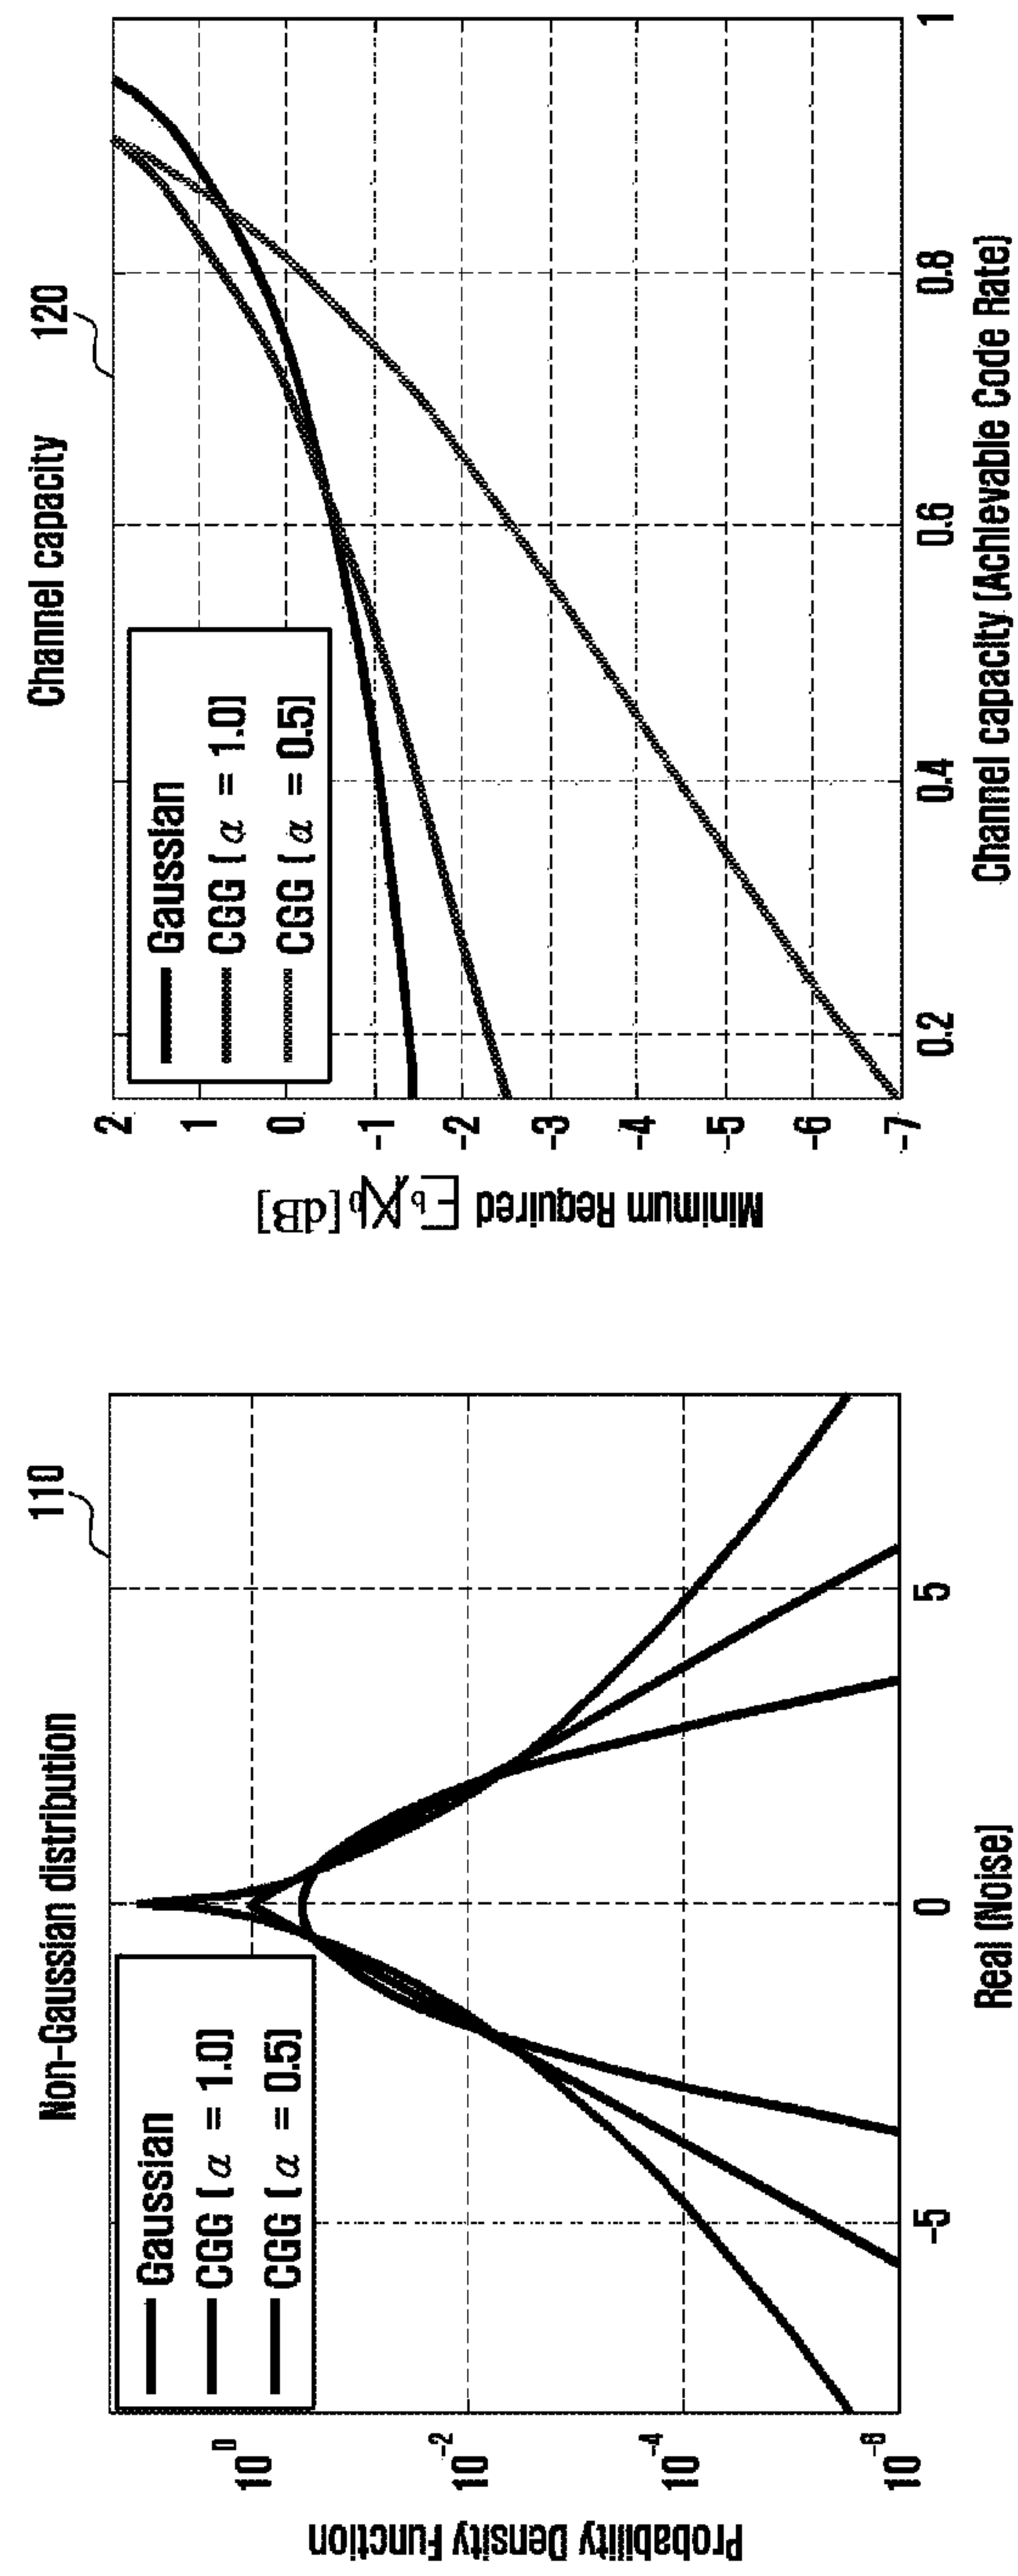 Non-Gaussian distribution
110
Gaussian
CGG ( α = 1.0)
CGG ( α = 0.5)
Probability Density Function
10^0
10^-2
10^-4
10^-6
-5
0
5
Real (Noise)
Channel capacity
120
Gaussian
CGG ( α = 1.0)
CGG ( α = 0.5)
Minimum Required E_b/N_0 [dB]
2
1
0
-1
-2
-3
-4
-5
-6
-7
0.2
0.4
0.6
0.8
1
Channel capacity (Achievable Code Rate)